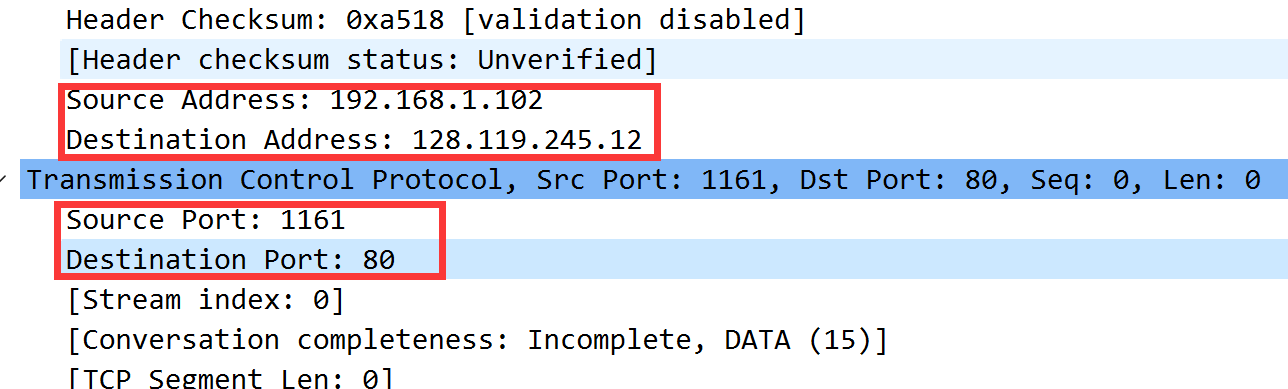 Header Checksum: 0xa518 [validation disabled]
[Header checksum status: Unverified]
Source Address: 192.168.1.102
Destination Address: 128.119.245.12
Transmission Control Protocol, Src Port: 1161, Dst Port: 80, Seq: 0, Len: 0
Source Port: 1161
Destination Port: 80
[Stream index: 0]
[Conversation completeness: Incomplete, DATA (15)]
[TCP Segment Len: 0]